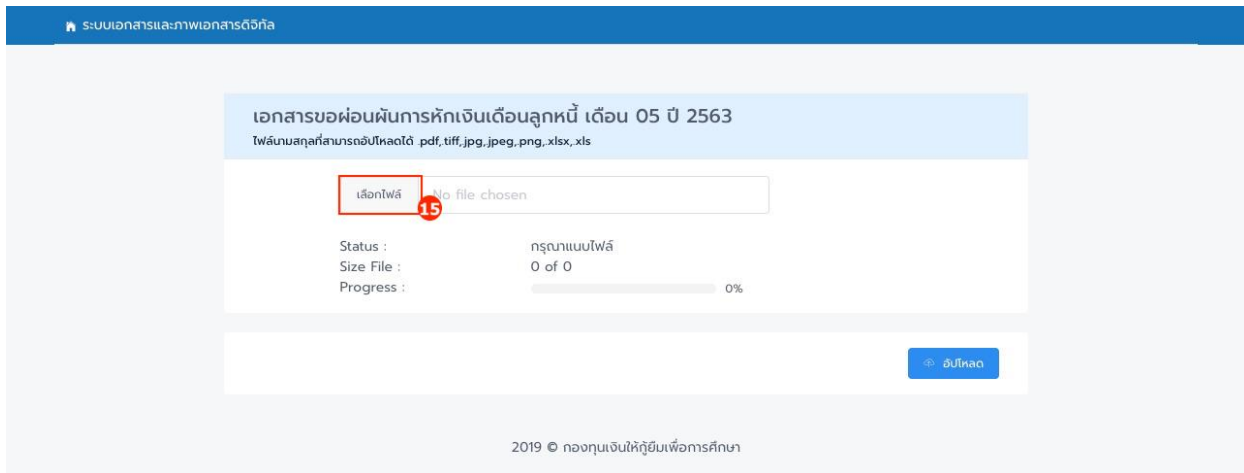 ระบบเอกสารและภาพเอกสารดิจิทัล
เอกสารขอผ่อนผันการหักเงินเดือนลูกหนี้ เดือน 05 ปี 2563
ไฟล์นามสกุลที่สามารถอัปโหลดได้ .pdf,.tiff,.jpg,.jpeg,.png,.xlsx,.xls
เลือกไฟล์ No file chosen
15
Status : กรุณาแนบไฟล์
Size File : 0 of 0
Progress : 0%
อัปโหลด
2019 © กองทุนเงินให้กู้ยืมเพื่อการศึกษา